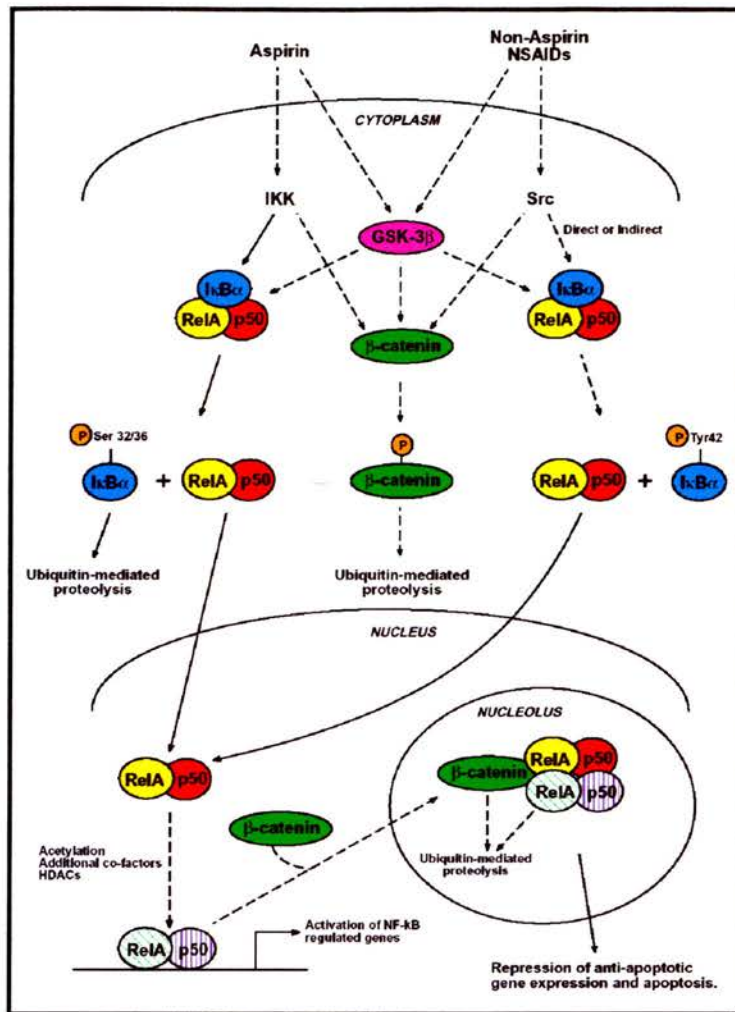 Aspirin
Non-Aspirin
NSAIDs
CYTOPLASM
IKK
Src
GSK-3β
Direct or Indirect
IκBα
RelA p50
IκBα
RelA p50
β-catenin
P Ser 32/36
P
P Tyr42
IκBα + RelA p50
β-catenin
RelA p50 + IκBα
Ubiquitin-mediated
proteolysis
Ubiquitin-mediated
proteolysis
NUCLEUS
NUCLEOLUS
RelA p50
β-catenin
RelA p50
RelA p50
β-catenin
Acetylation
Additional co-factors
HDACs
Ubiquitin-mediated
proteolysis
RelA p50
Activation of NF-kB
regulated genes
Repression of anti-apoptotic
gene expression and apoptosis.